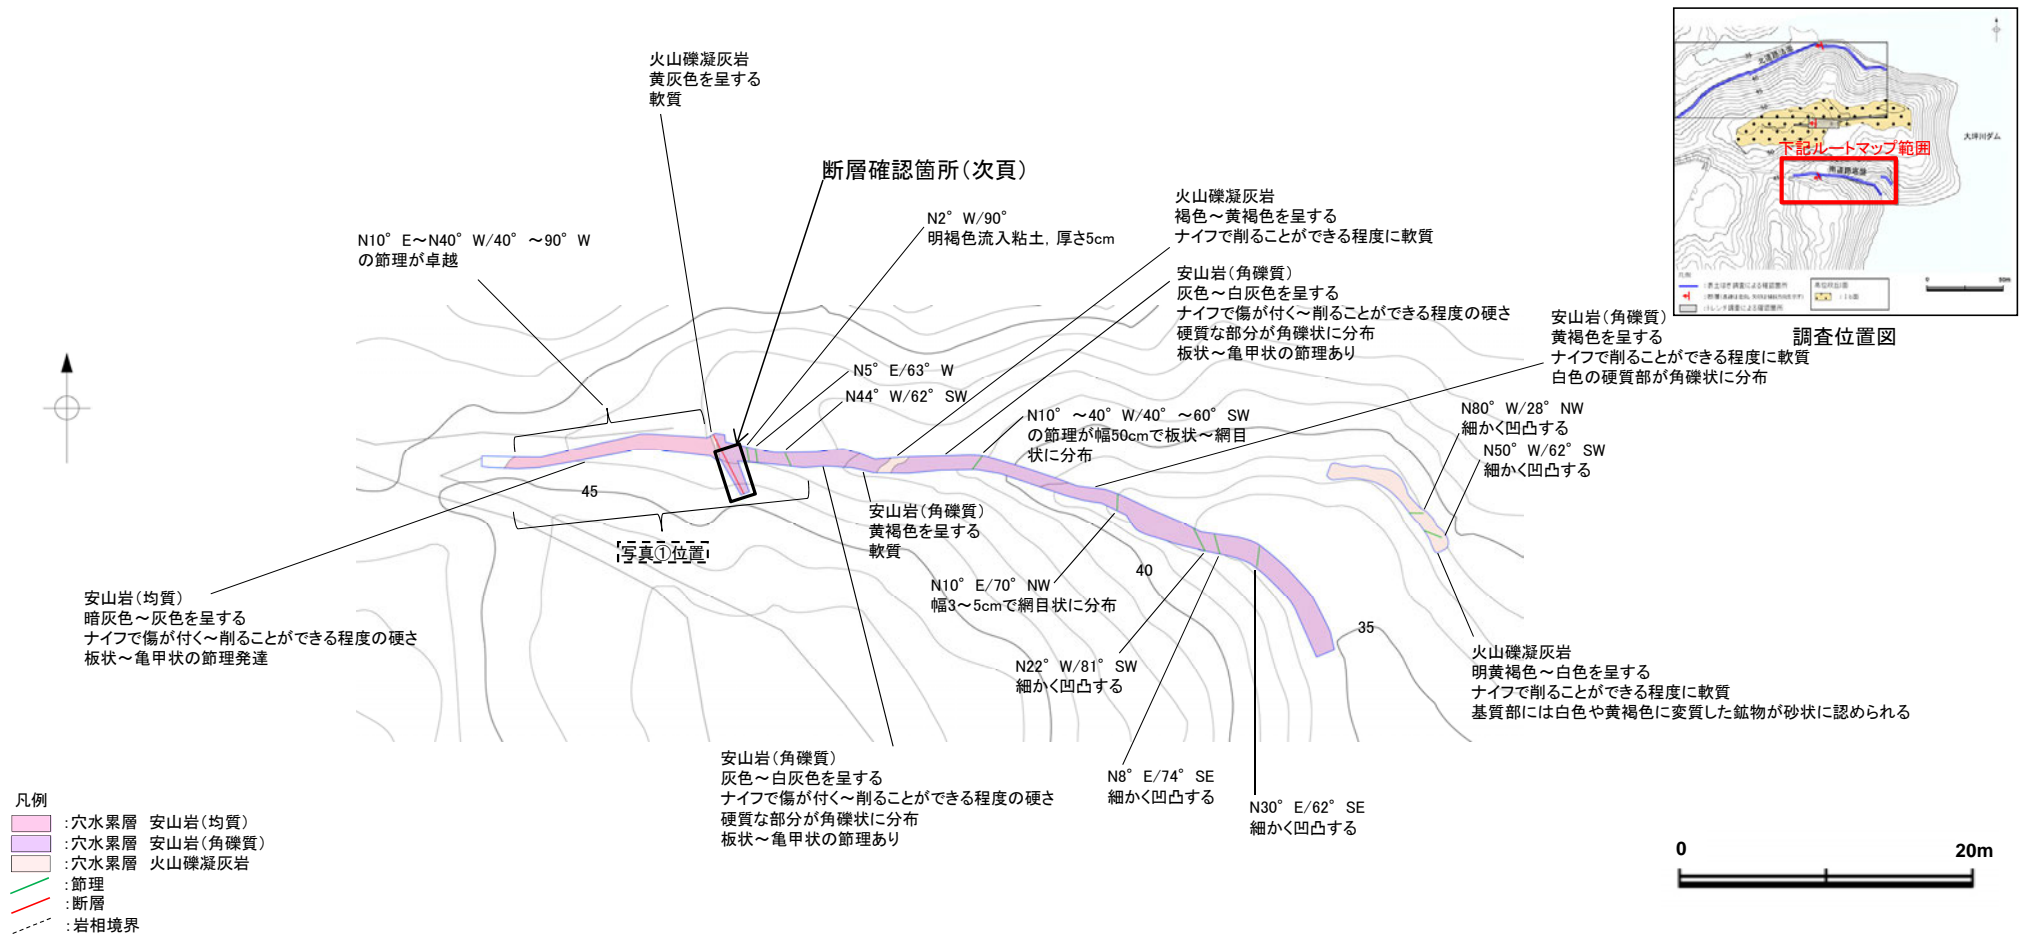 火山礫凝灰岩
黄灰色を呈する
軟質
断層確認箇所(次頁)
N10°E～N40°W/40°～90°W
の節理が卓越
N2°W/90°
明褐色流入粘土，厚さ5cm
火山礫凝灰岩
褐色～黄褐色を呈する
ナイフで削ることができる程度に軟質
安山岩(角礫質)
灰色～白灰色を呈する
ナイフで傷が付く～削ることができる程度の硬さ
硬質な部分が角礫状に分布
板状～亀甲状の節理あり
下記ルートマップ範囲
大坪川ダム
凡例
調査位置図
安山岩(角礫質)
黄褐色を呈する
ナイフで削ることができる程度に軟質
白色の硬質部が角礫状に分布
N5°E/63°W
N44°W/62°SW
N10°～40°W/40°～60°SW
の節理が幅50cmで板状～網目
状に分布
N80°W/28°NW
細かく凹凸する
N50°W/62°SW
細かく凹凸する
45
写真①位置
安山岩(角礫質)
黄褐色を呈する
軟質
N10°E/70°NW
幅3～5cmで網目状に分布
40
35
安山岩(均質)
暗灰色～灰色を呈する
ナイフで傷が付く～削ることができる程度の硬さ
板状～亀甲状の節理発達
N22°W/81°SW
細かく凹凸する
火山礫凝灰岩
明黄褐色～白色を呈する
ナイフで削ることができる程度に軟質
基質部には白色や黄褐色に変質した鉱物が砂状に認められる
安山岩(角礫質)
灰色～白灰色を呈する
ナイフで傷が付く～削ることができる程度の硬さ
硬質な部分が角礫状に分布
板状～亀甲状の節理あり
N8°E/74°SE
細かく凹凸する
N30°E/62°SE
細かく凹凸する
凡例
:穴水累層 安山岩(均質)
:穴水累層 安山岩(角礫質)
:穴水累層 火山礫凝灰岩
:節理
:断層
:岩相境界
0 20m